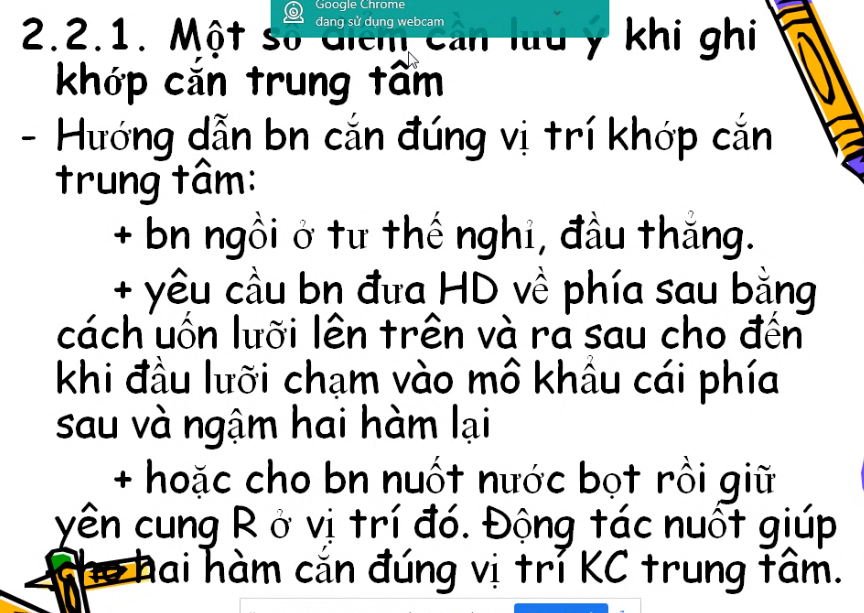 Google Chrome
đang sử dụng webcam
2.2.1. Một số điểm cần lưu ý khi ghi
khớp cắn trung tâm
- Hướng dẫn bn cắn đúng vị trí khớp cắn
trung tâm:
+ bn ngồi ở tư thế nghỉ, đầu thẳng.
+ yêu cầu bn đưa HD về phía sau bằng
cách uốn lưỡi lên trên và ra sau cho đến
khi đầu lưỡi chạm vào mô khẩu cái phía
sau và ngậm hai hàm lại
+ hoặc cho bn nuốt nước bọt rồi giữ
yên cung R ở vị trí đó. Động tác nuốt giúp
cho hai hàm cắn đúng vị trí KC trung tâm.